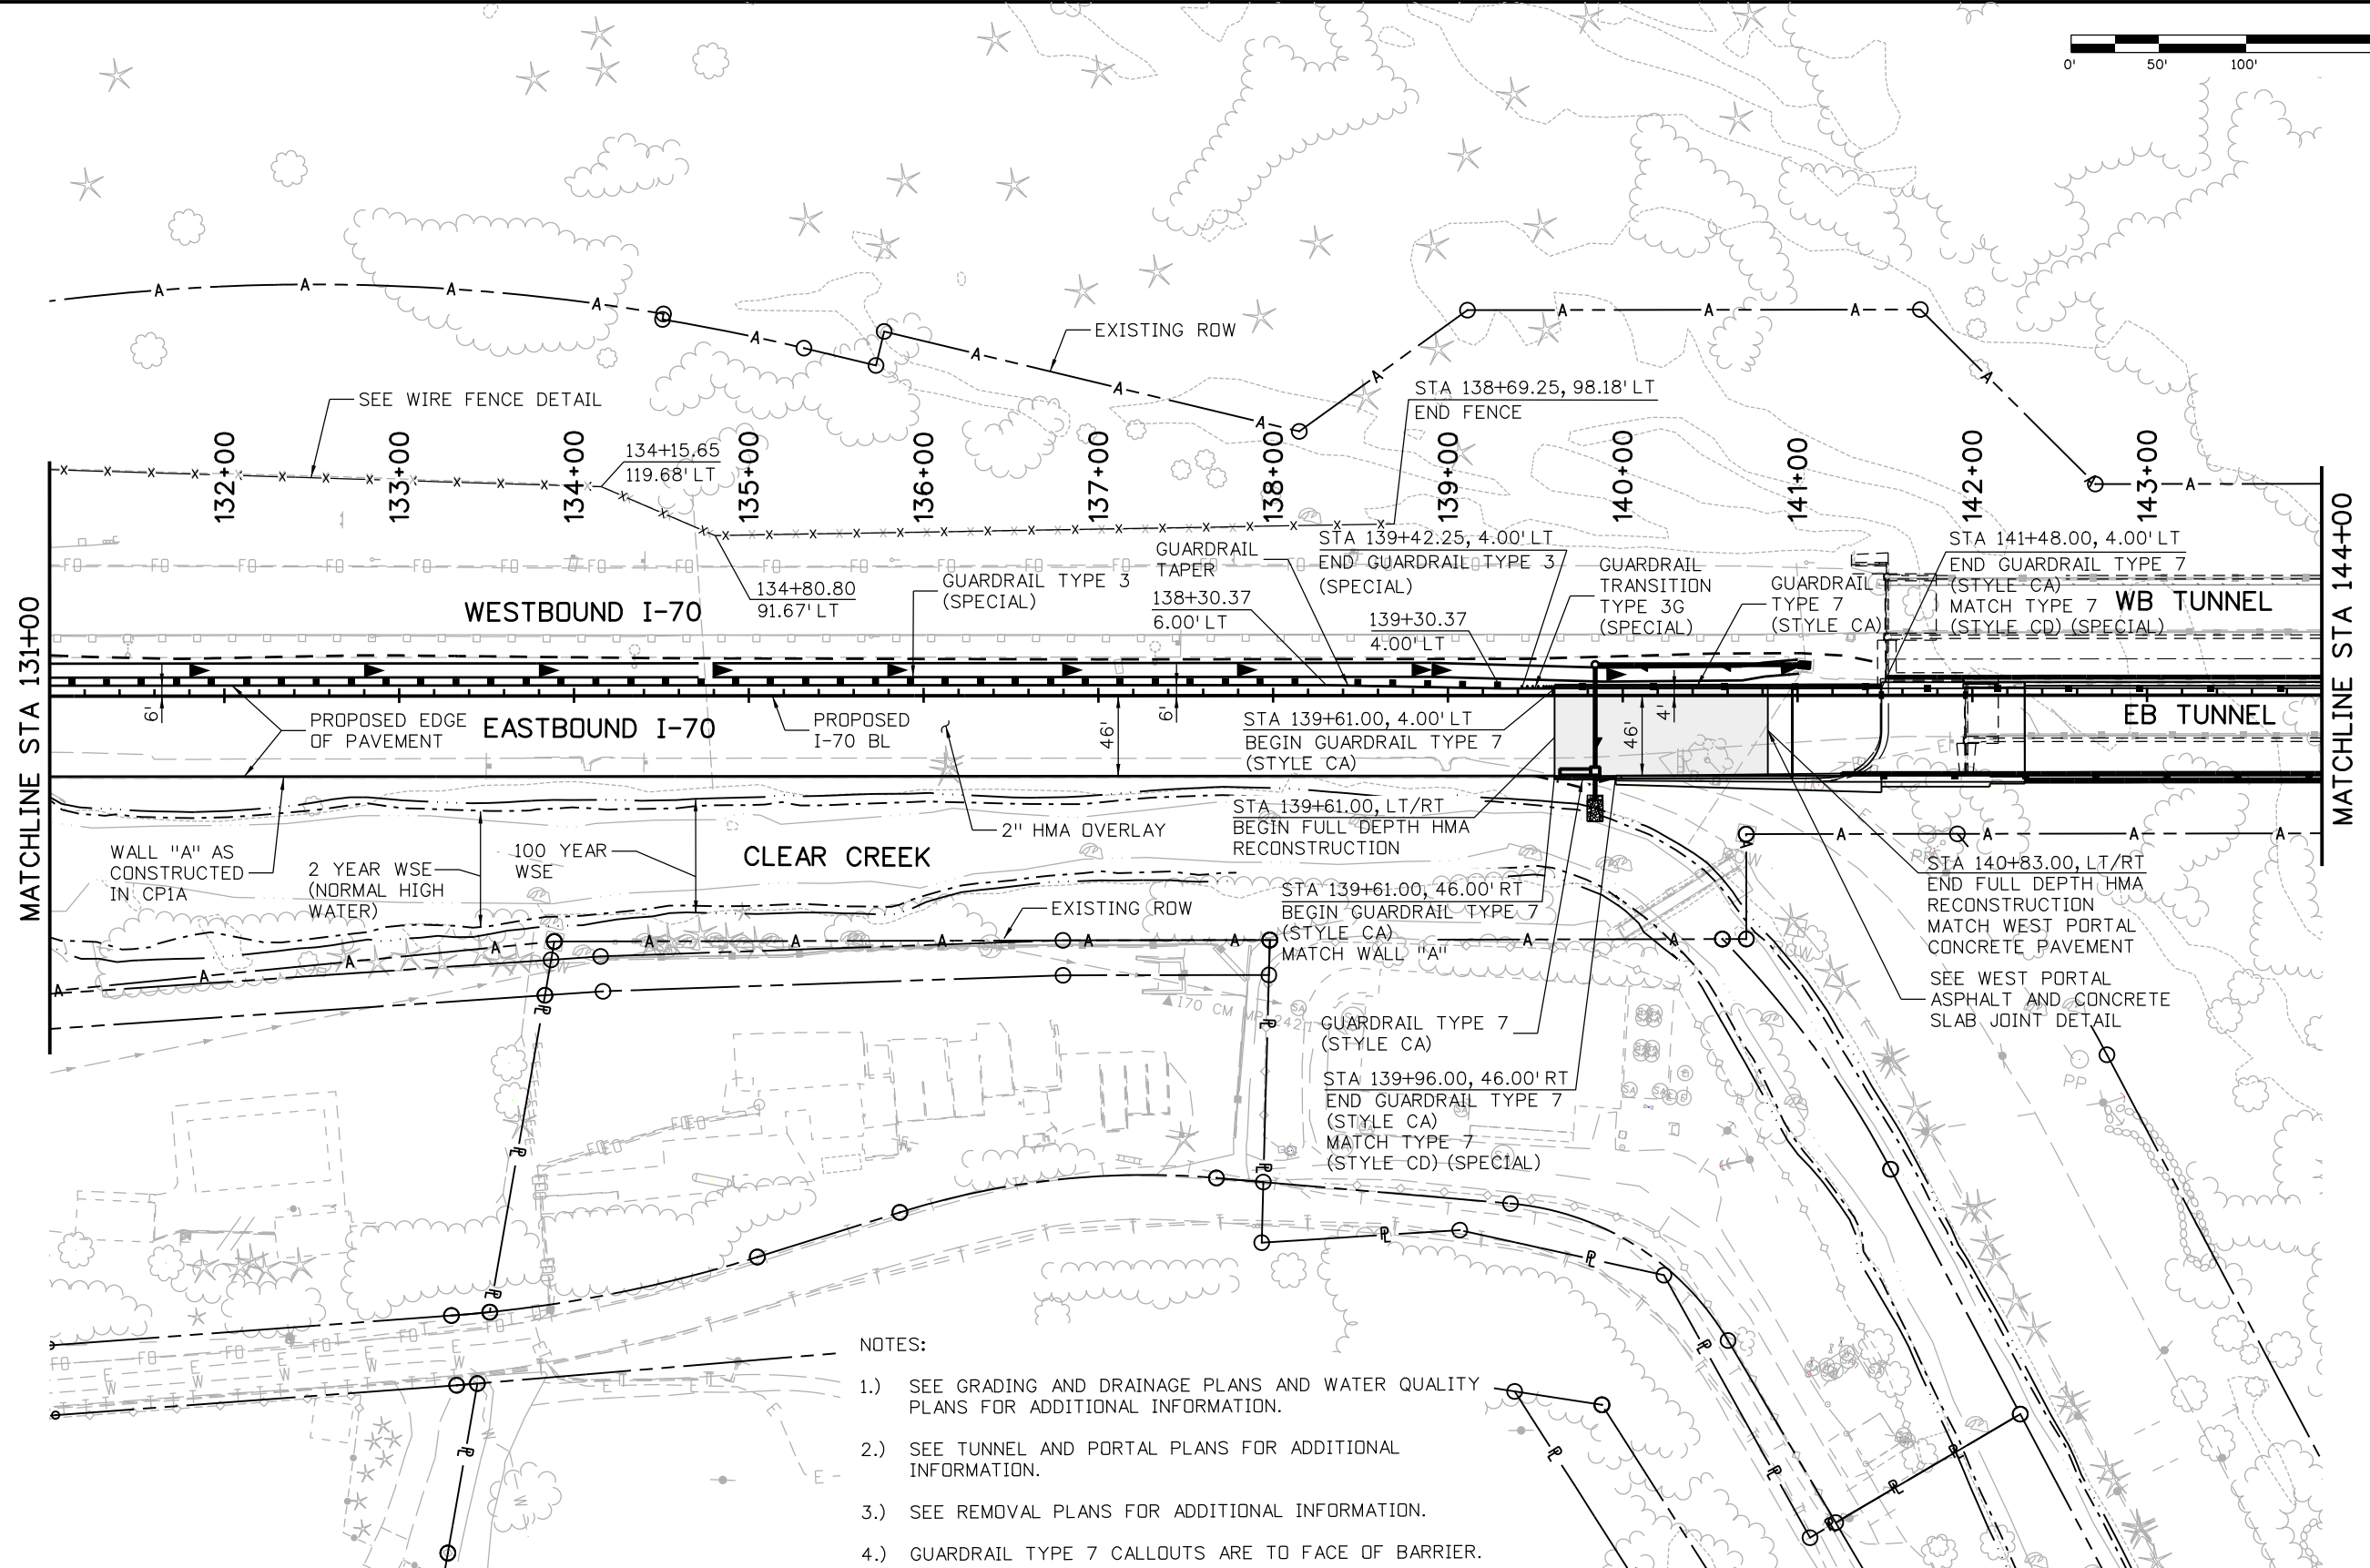 0' 50' 100'
EXISTING ROW
SEE WIRE FENCE DETAIL
STA 138+69.25, 98.18' LT
END FENCE
134+15.65
119.68' LT
132+00
133+00
134+00
135+00
136+00
137+00
138+00
139+00
140+00
141+00
142+00
143+00
134+80.80
91.67' LT
GUARDRAIL TYPE 3
(SPECIAL)
GUARDRAIL
TAPER
138+30.37
6.00' LT
STA 139+42.25, 4.00' LT
END GUARDRAIL TYPE 3
(SPECIAL)
139+30.37
4.00' LT
GUARDRAIL
TRANSITION
TYPE 3G
(SPECIAL)
GUARDRAIL
TYPE 7
(STYLE CA)
STA 141+48.00, 4.00' LT
END GUARDRAIL TYPE 7
(STYLE CA)
MATCH TYPE 7
(STYLE CD) (SPECIAL)
WB TUNNEL
WESTBOUND I-70
MATCHLINE STA 131+00
MATCHLINE STA 144+00
6'
PROPOSED EDGE
OF PAVEMENT
EASTBOUND I-70
PROPOSED
I-70 BL
46'
6'
STA 139+61.00, 4.00' LT
BEGIN GUARDRAIL TYPE 7
(STYLE CA)
46'
4'
EB TUNNEL
WALL "A" AS
CONSTRUCTED
IN CP1A
2 YEAR WSE
(NORMAL HIGH
WATER)
100 YEAR
WSE
CLEAR CREEK
2" HMA OVERLAY
STA 139+61.00, LT/RT
BEGIN FULL DEPTH HMA
RECONSTRUCTION
STA 139+61.00, 46.00' RT
BEGIN GUARDRAIL TYPE 7
(STYLE CA)
MATCH WALL "A"
EXISTING ROW
STA 140+83.00, LT/RT
END FULL DEPTH HMA
RECONSTRUCTION
MATCH WEST PORTAL
CONCRETE PAVEMENT
SEE WEST PORTAL
ASPHALT AND CONCRETE
SLAB JOINT DETAIL
GUARDRAIL TYPE 7
(STYLE CA)
STA 139+96.00, 46.00' RT
END GUARDRAIL TYPE 7
(STYLE CA)
MATCH TYPE 7
(STYLE CD) (SPECIAL)
PP
NOTES:
1.) SEE GRADING AND DRAINAGE PLANS AND WATER QUALITY
PLANS FOR ADDITIONAL INFORMATION.
2.) SEE TUNNEL AND PORTAL PLANS FOR ADDITIONAL
INFORMATION.
3.) SEE REMOVAL PLANS FOR ADDITIONAL INFORMATION.
4.) GUARDRAIL TYPE 7 CALLOUTS ARE TO FACE OF BARRIER.